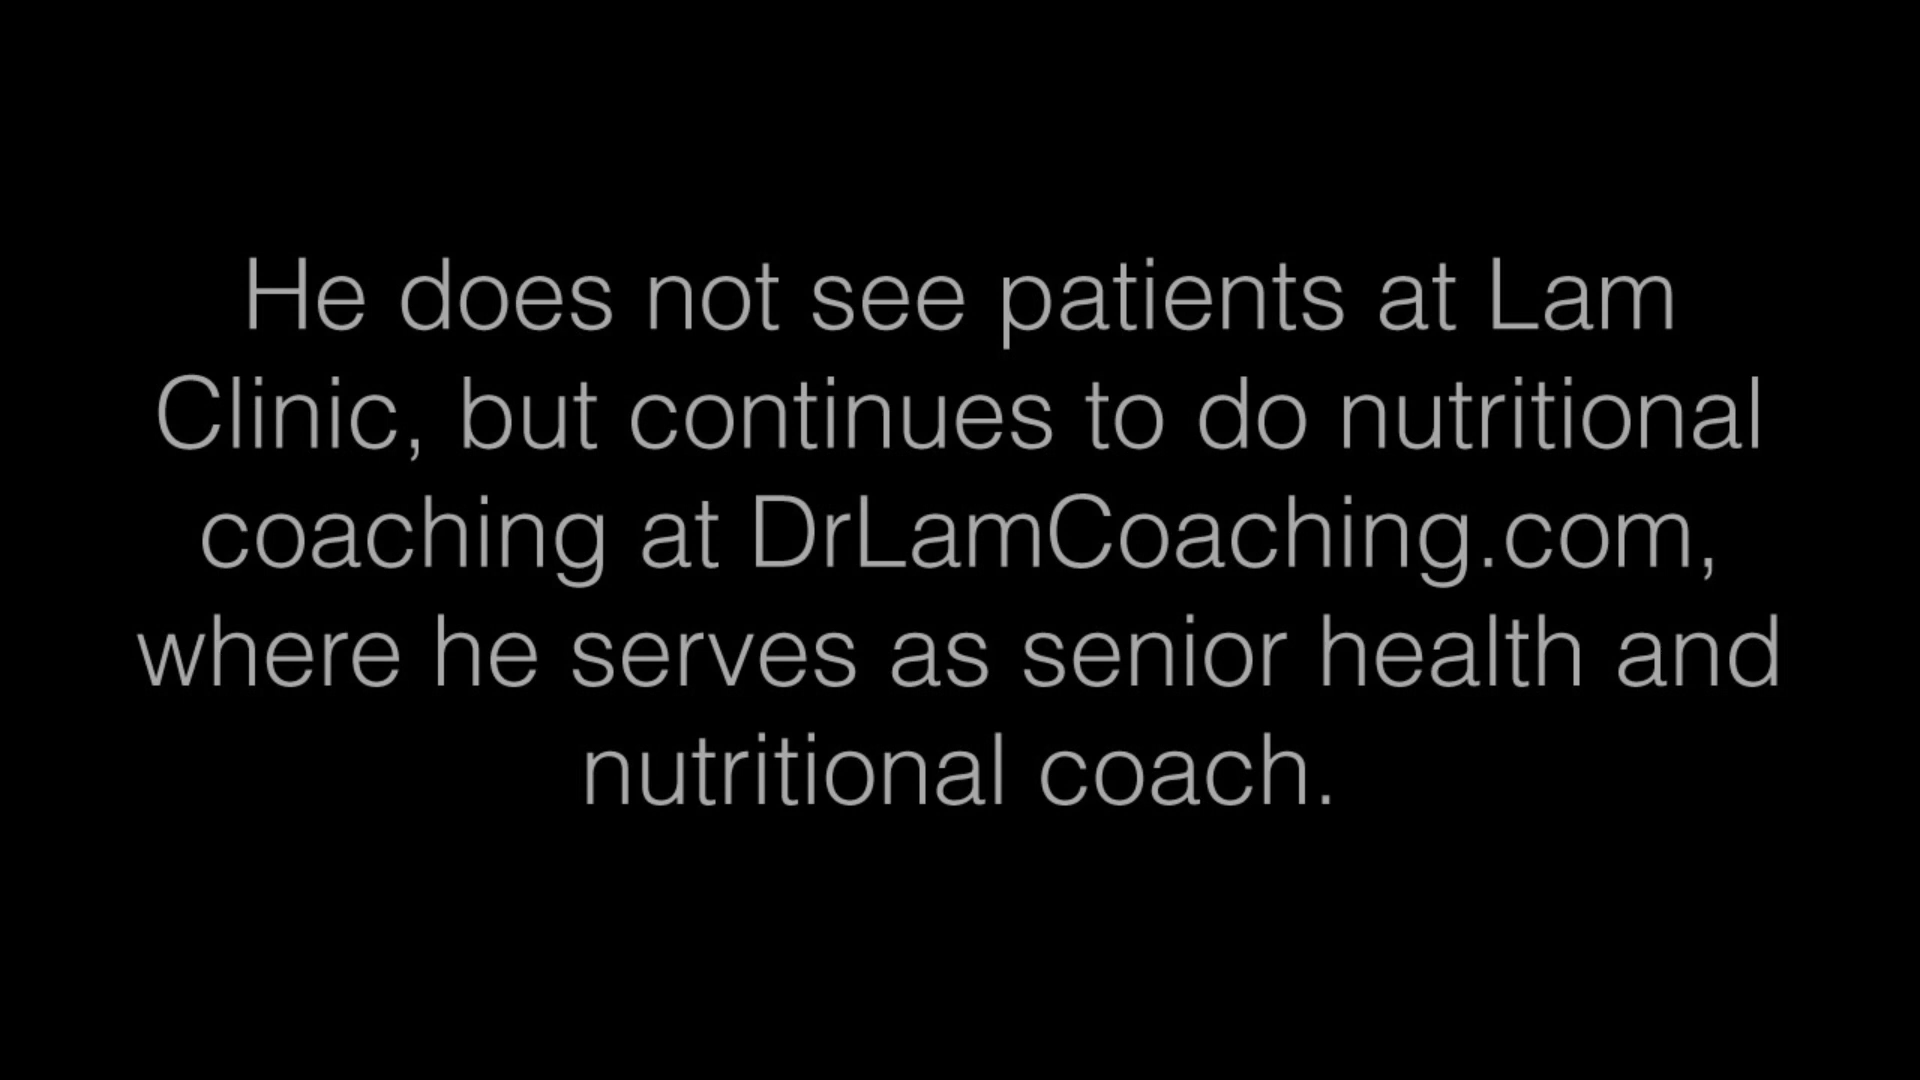 He does not see patients at Lam
Clinic, but continues to do nutritional
coaching at DrLamCoaching.com,
where he serves as senior health and
nutritional coach.